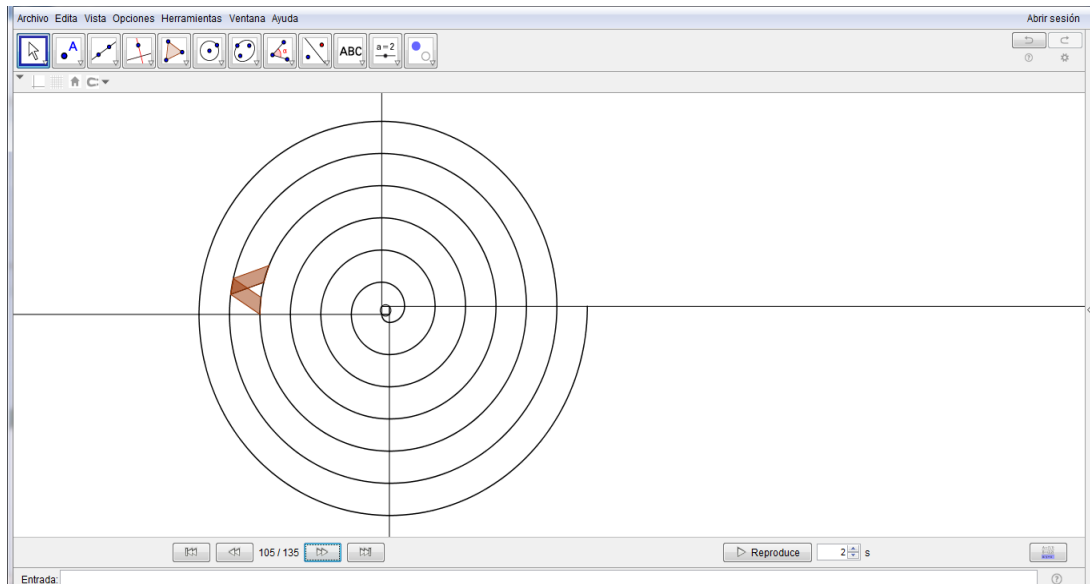 Archivo Edita Vista Opciones Herramientas Ventana Ayuda
Abrir sesión
A
α
ABC
a=2
105 / 135
Reproduce
2
s
Entrada: